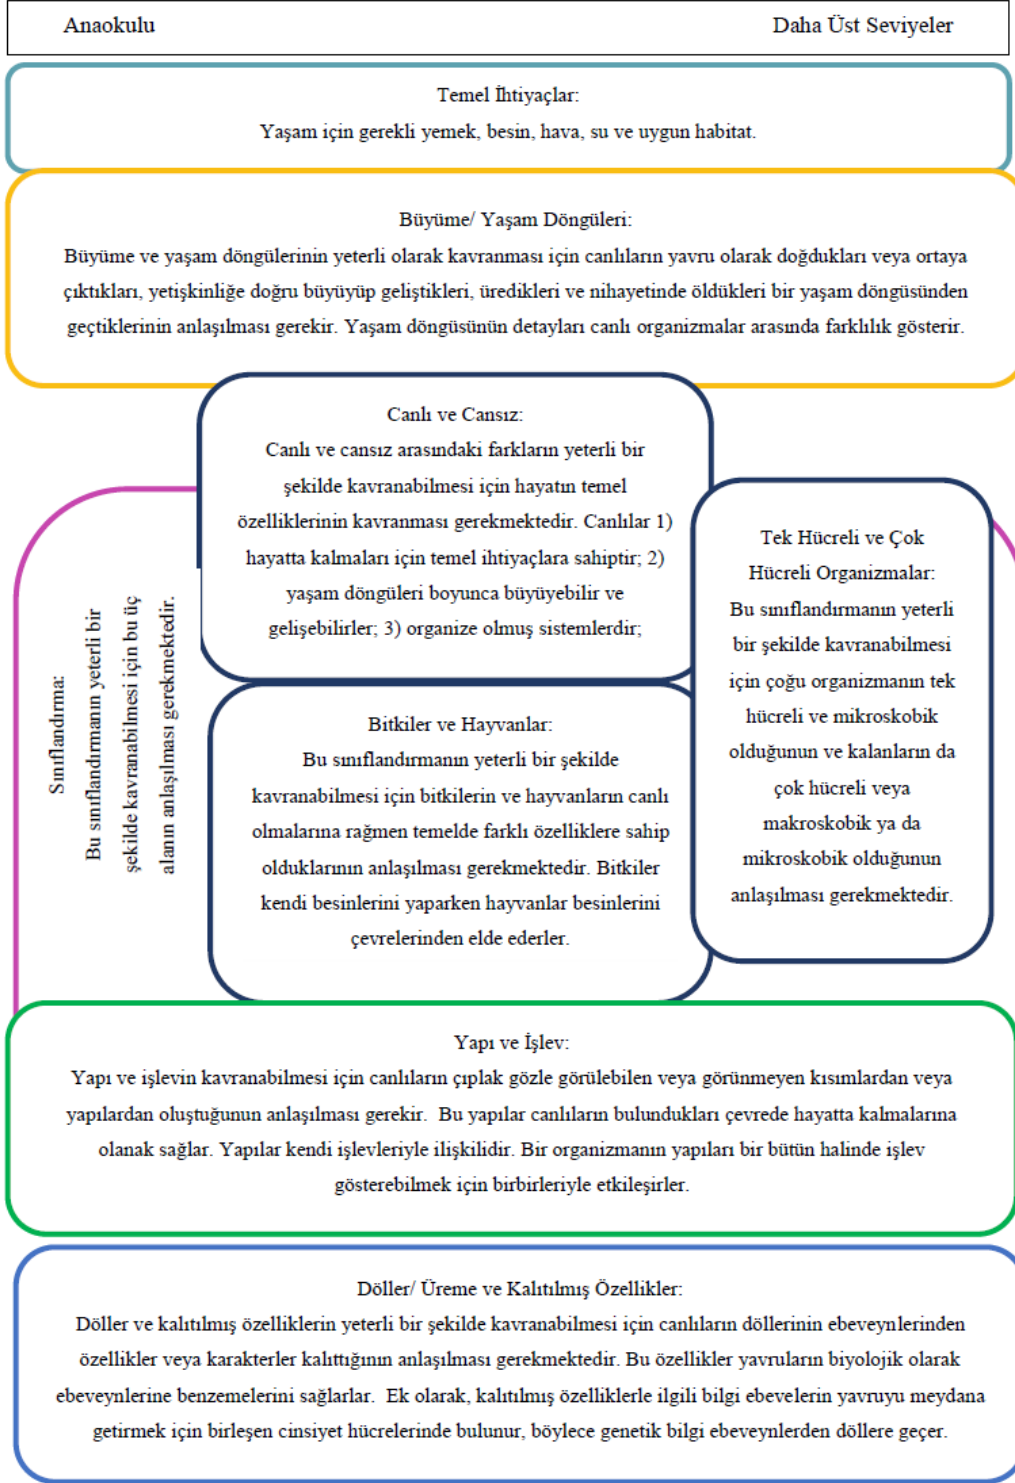 Anaokulu Daha Üst Seviyeler
Temel İhtiyaçlar:
Yaşam için gerekli yemek, besin, hava, su ve uygun habitat.
Büyüme/ Yaşam Döngüleri:
Büyüme ve yaşam döngülerinin yeterli olarak kavranması için canlıların yavru olarak doğdukları veya ortaya
çıktıkları, yetişkinliğe doğru büyüyüp geliştikleri, üredikleri ve nihayetinde öldükleri bir yaşam döngüsünden
geçtiklerinin anlaşılması gerekir. Yaşam döngüsünün detayları canlı organizmalar arasında farklılık gösterir.
Sınıflandırma:
Bu sınıflandırmanın yeterli bir
şekilde kavranabilmesi için bu üç
alanın anlaşılması gerekmektedir.
Canlı ve Cansız:
Canlı ve cansız arasındaki farkların yeterli bir
şekilde kavranabilmesi için hayatın temel
özelliklerinin kavranması gerekmektedir. Canlılar 1)
hayatta kalmaları için temel ihtiyaçlara sahiptir; 2)
yaşam döngüleri boyunca büyüyebilir ve
gelişebilirler; 3) organize olmuş sistemlerdir;
Bitkiler ve Hayvanlar:
Bu sınıflandırmanın yeterli bir şekilde
kavranabilmesi için bitkilerin ve hayvanların canlı
olmalarına rağmen temelde farklı özelliklere sahip
olduklarının anlaşılması gerekmektedir. Bitkiler
kendi besinlerini yaparken hayvanlar besinlerini
çevrelerinden elde ederler.
Tek Hücreli ve Çok
Hücreli Organizmalar:
Bu sınıflandırmanın yeterli
bir şekilde kavranabilmesi
için çoğu organizmanın tek
hücreli ve mikroskobik
olduğunun ve kalanların da
çok hücreli veya
makroskobik ya da
mikroskobik olduğunun
anlaşılması gerekmektedir.
Yapı ve İşlev:
Yapı ve işlevin kavranabilmesi için canlıların çıplak gözle görülebilen veya görünmeyen kısımlardan veya
yapılardan oluştuğunun anlaşılması gerekir. Bu yapılar canlıların bulundukları çevrede hayatta kalmalarına
olanak sağlar. Yapılar kendi işlevleriyle ilişkilidir. Bir organizmanın yapıları bir bütün halinde işlev
gösterebilmek için birbirleriyle etkileşirler.
Döller/ Üreme ve Kalıtılmış Özellikler:
Döller ve kalıtılmış özelliklerin yeterli bir şekilde kavranabilmesi için canlıların döllerinin ebeveynlerinden
özellikler veya karakterler kalıttığının anlaşılması gerekmektedir. Bu özellikler yavruların biyolojik olarak
ebeveynlerine benzemelerini sağlarlar. Ek olarak, kalıtılmış özelliklerle ilgili bilgi ebevelerin yavruyu meydana
getirmek için birleşen cinsiyet hücrelerinde bulunur, böylece genetik bilgi ebeveynlerden döllere geçer.